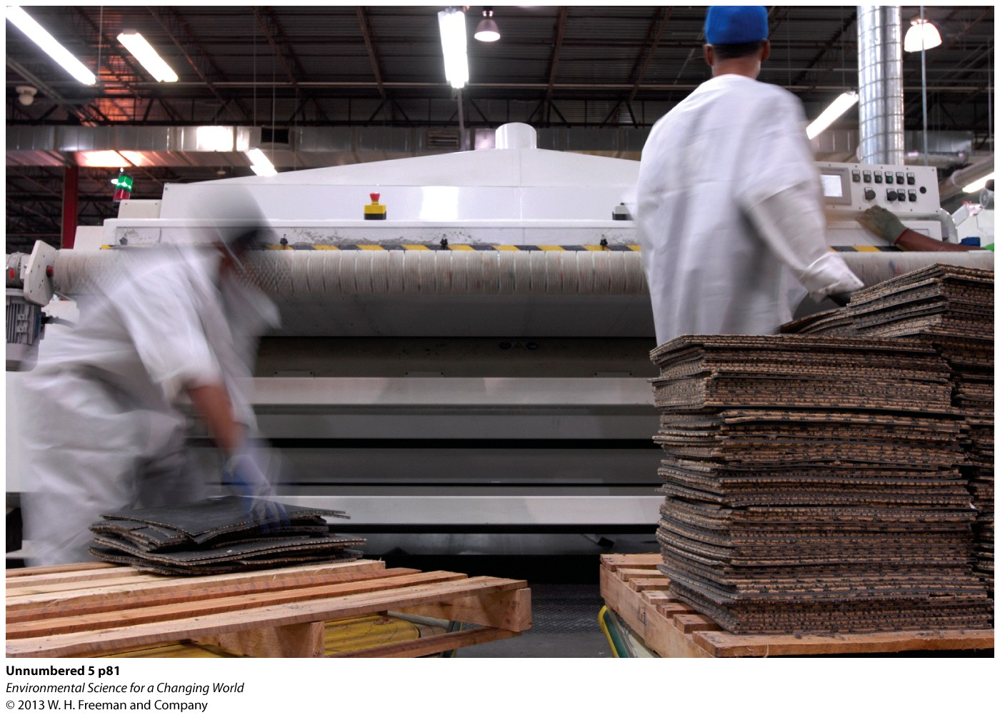 Unnumbered 5 p81
Environmental Science for a Changing World
© 2013 W. H. Freeman and Company